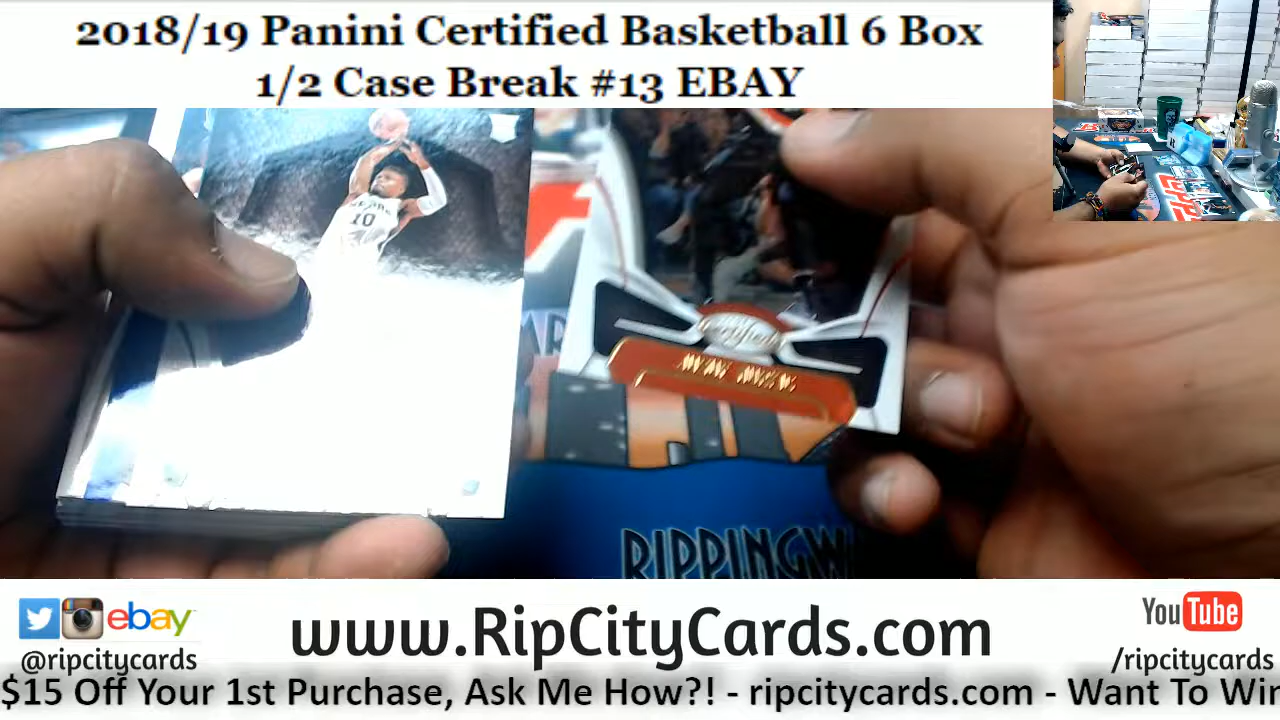 2018/19 Panini Certified Basketball 6 Box
1/2 Case Break #13 EBAY
10
RIPPINGW
ebay
@ripcitycards
www.RipCityCards.com
YouTube
/ripcitycards
$15 Off Your 1st Purchase, Ask Me How?! - ripcitycards.com - Want To Win